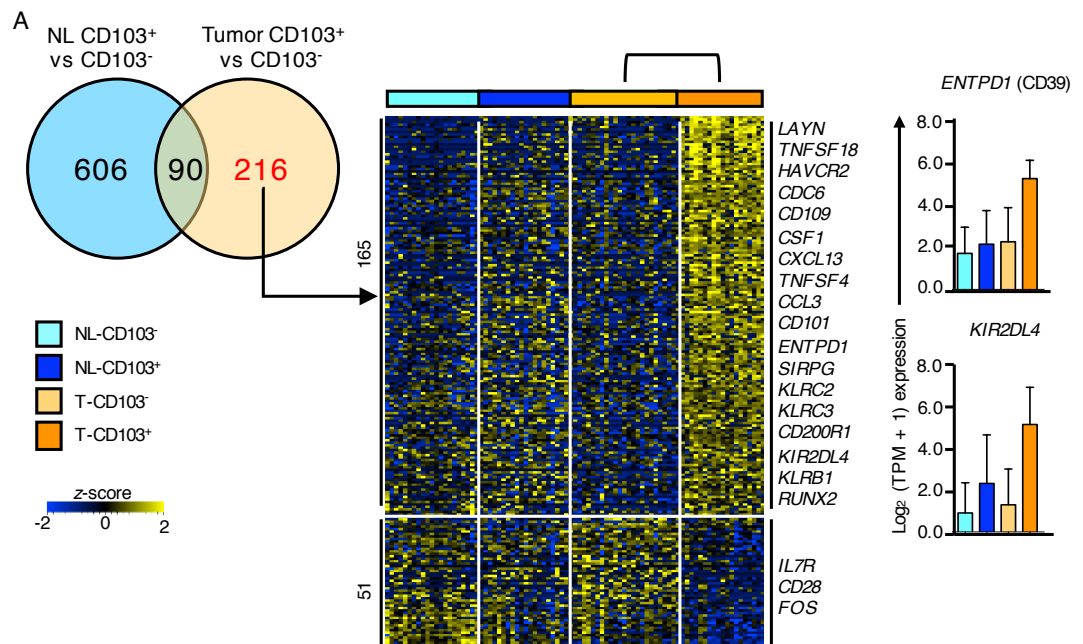 A
NL CD103+
vs CD103-
Tumor CD103+
vs CD103-
606
90
216
NL-CD103-
NL-CD103+
T-CD103-
T-CD103+
z-score
-2
0
2
165
51
LAYN
TNFSF18
HAVCR2
CDC6
CD109
CSF1
CXCL13
TNFSF4
CCL3
CD101
ENTPD1
SIRPG
KLRC2
KLRC3
CD200R1
KIR2DL4
KLRB1
RUNX2
IL7R
CD28
FOS
Log2 (TPM + 1) expression
ENTPD1 (CD39)
8.0
6.0
4.0
2.0
0.0
KIR2DL4
8.0
6.0
4.0
2.0
0.0